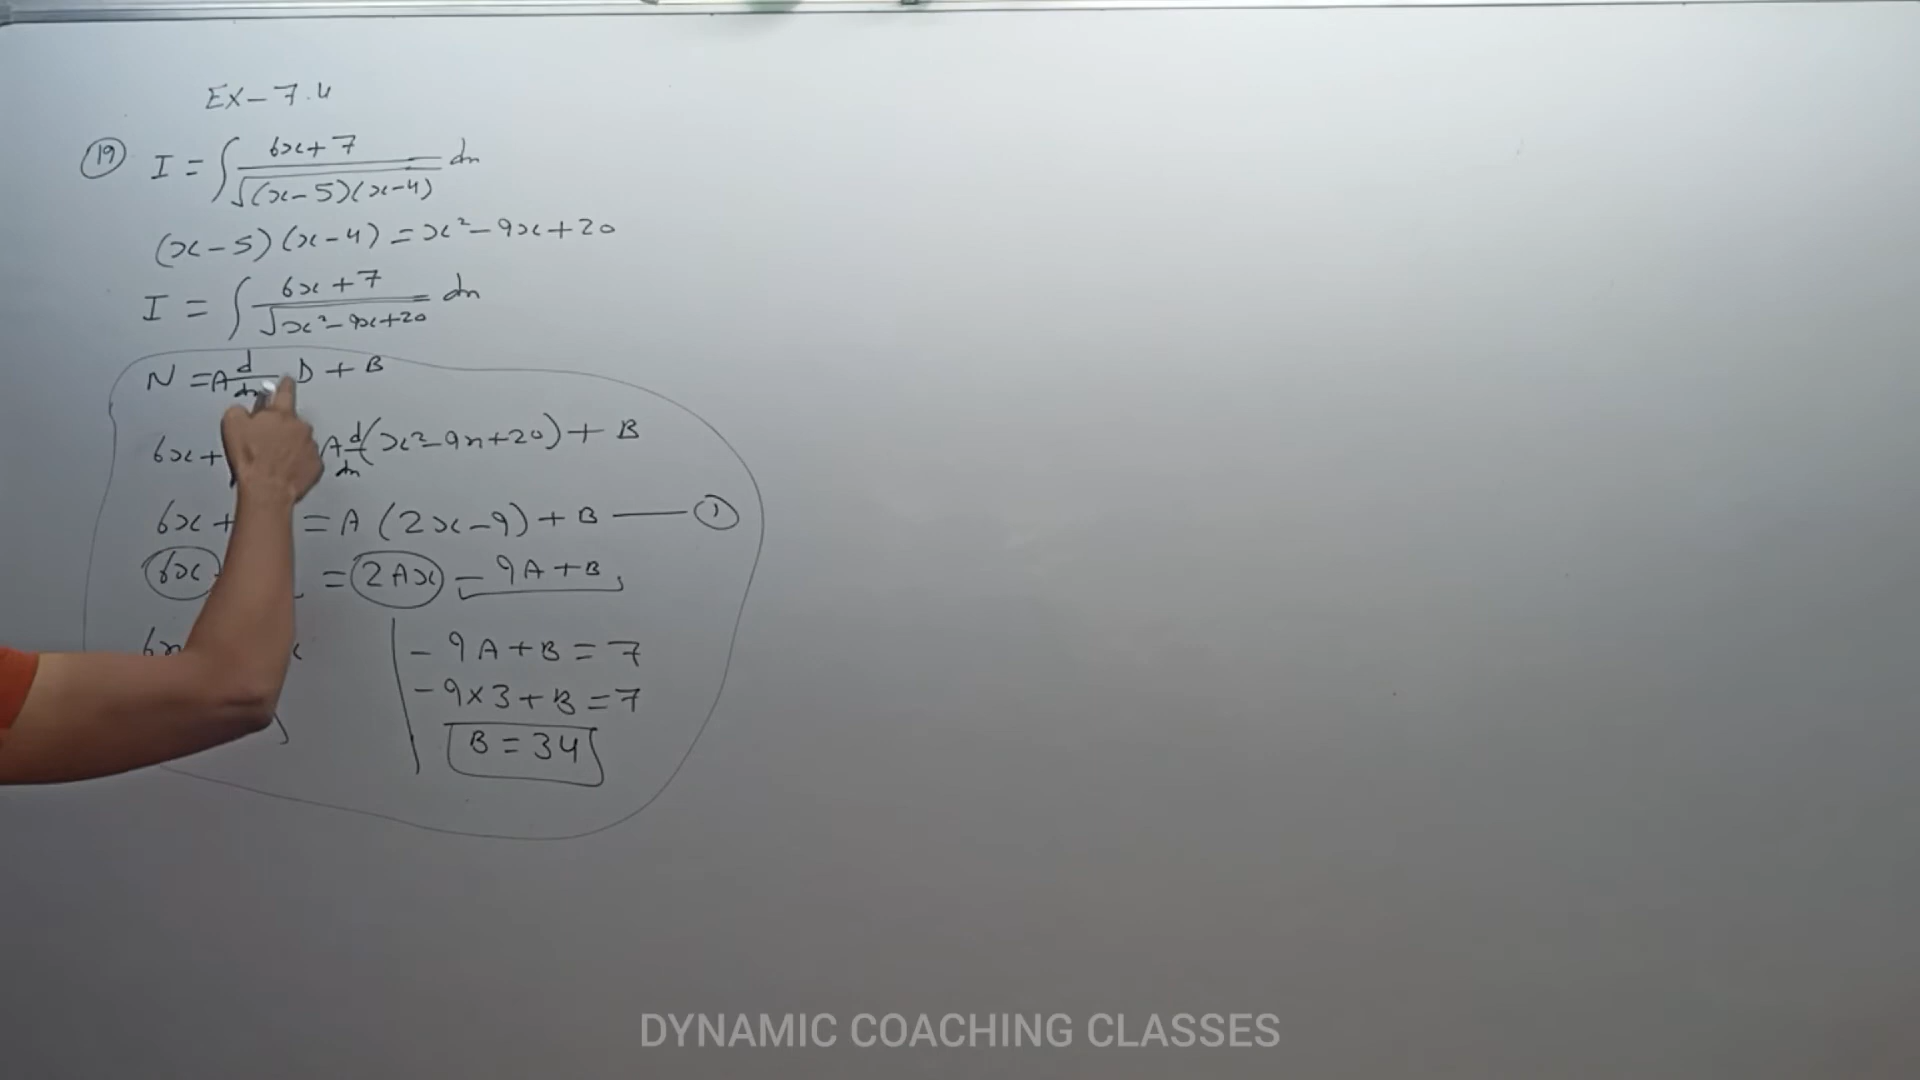 EX-7.4
(19) I = ∫ 6x+7 / √(x-5)(x-4) dx
(x-5)(x-4) = x²-9x+20
I = ∫ 6x+7 / √x²-9x+20 dx
N = A d/dx D + B
6x+ A d/dx (x²-9x+20) + B
6x+ = A (2x-9) + B — (1)
6x = 2Ax - 9A + B
6x
-9A + B = 7
-9×3 + B = 7
B = 34
DYNAMIC COACHING CLASSES